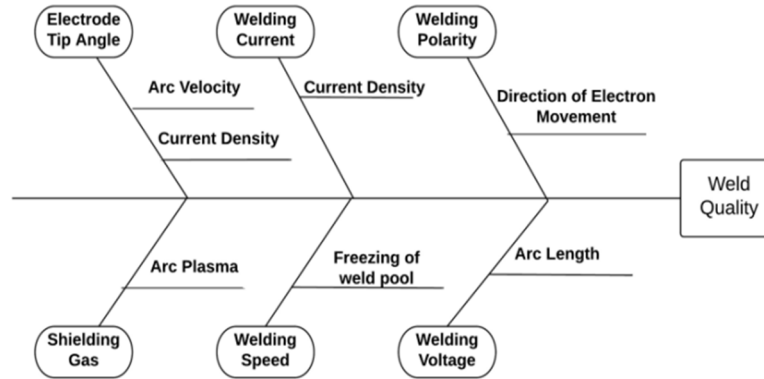 Electrode
Tip Angle
Welding
Current
Welding
Polarity
Arc Velocity
Current Density
Current Density
Direction of Electron
Movement
Weld
Quality
Arc Plasma
Freezing of
weld pool
Arc Length
Shielding
Gas
Welding
Speed
Welding
Voltage